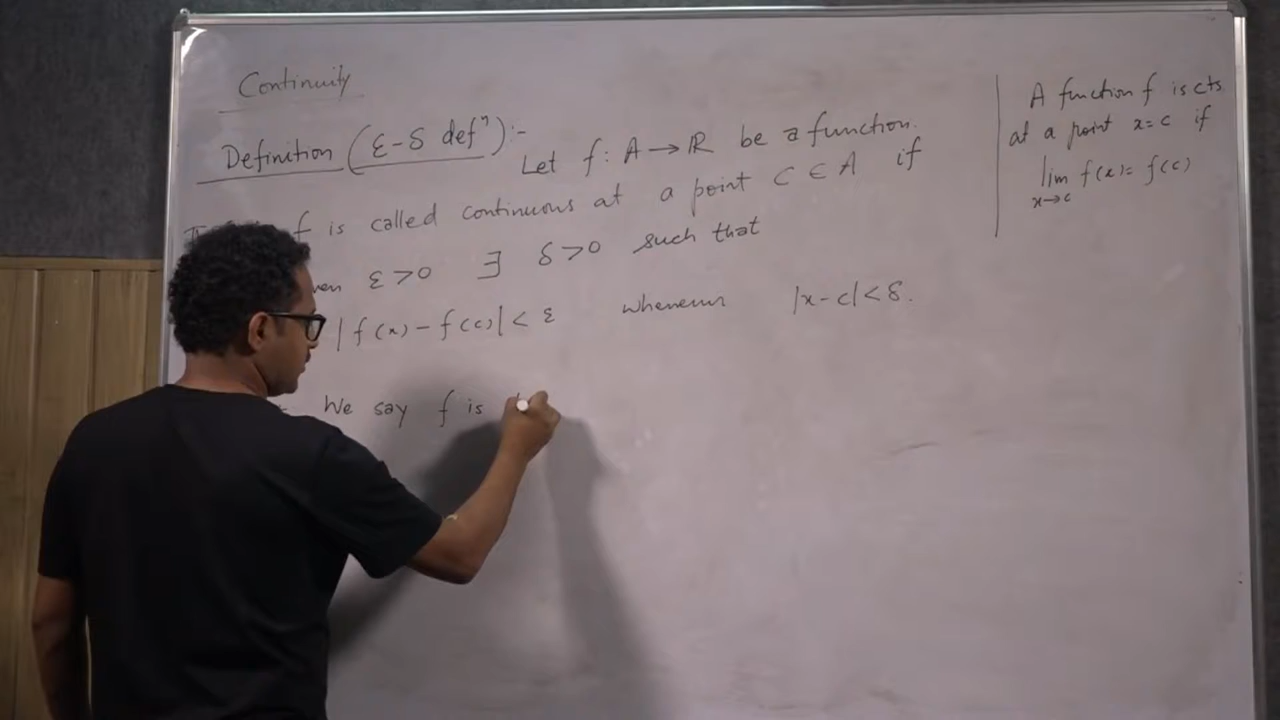 Continuity
Definition (ε-δ defⁿ):-
Let f: A→ℝ be a function.
f is called continuous at a point C ∈ A if
ε>0 ∃ δ>0 such that
|f(x)-f(c)|<ε whenever |x-c|<δ.
We say f is
A function f is cts
at a point x=c if
lim f(x)= f(c)
x→c